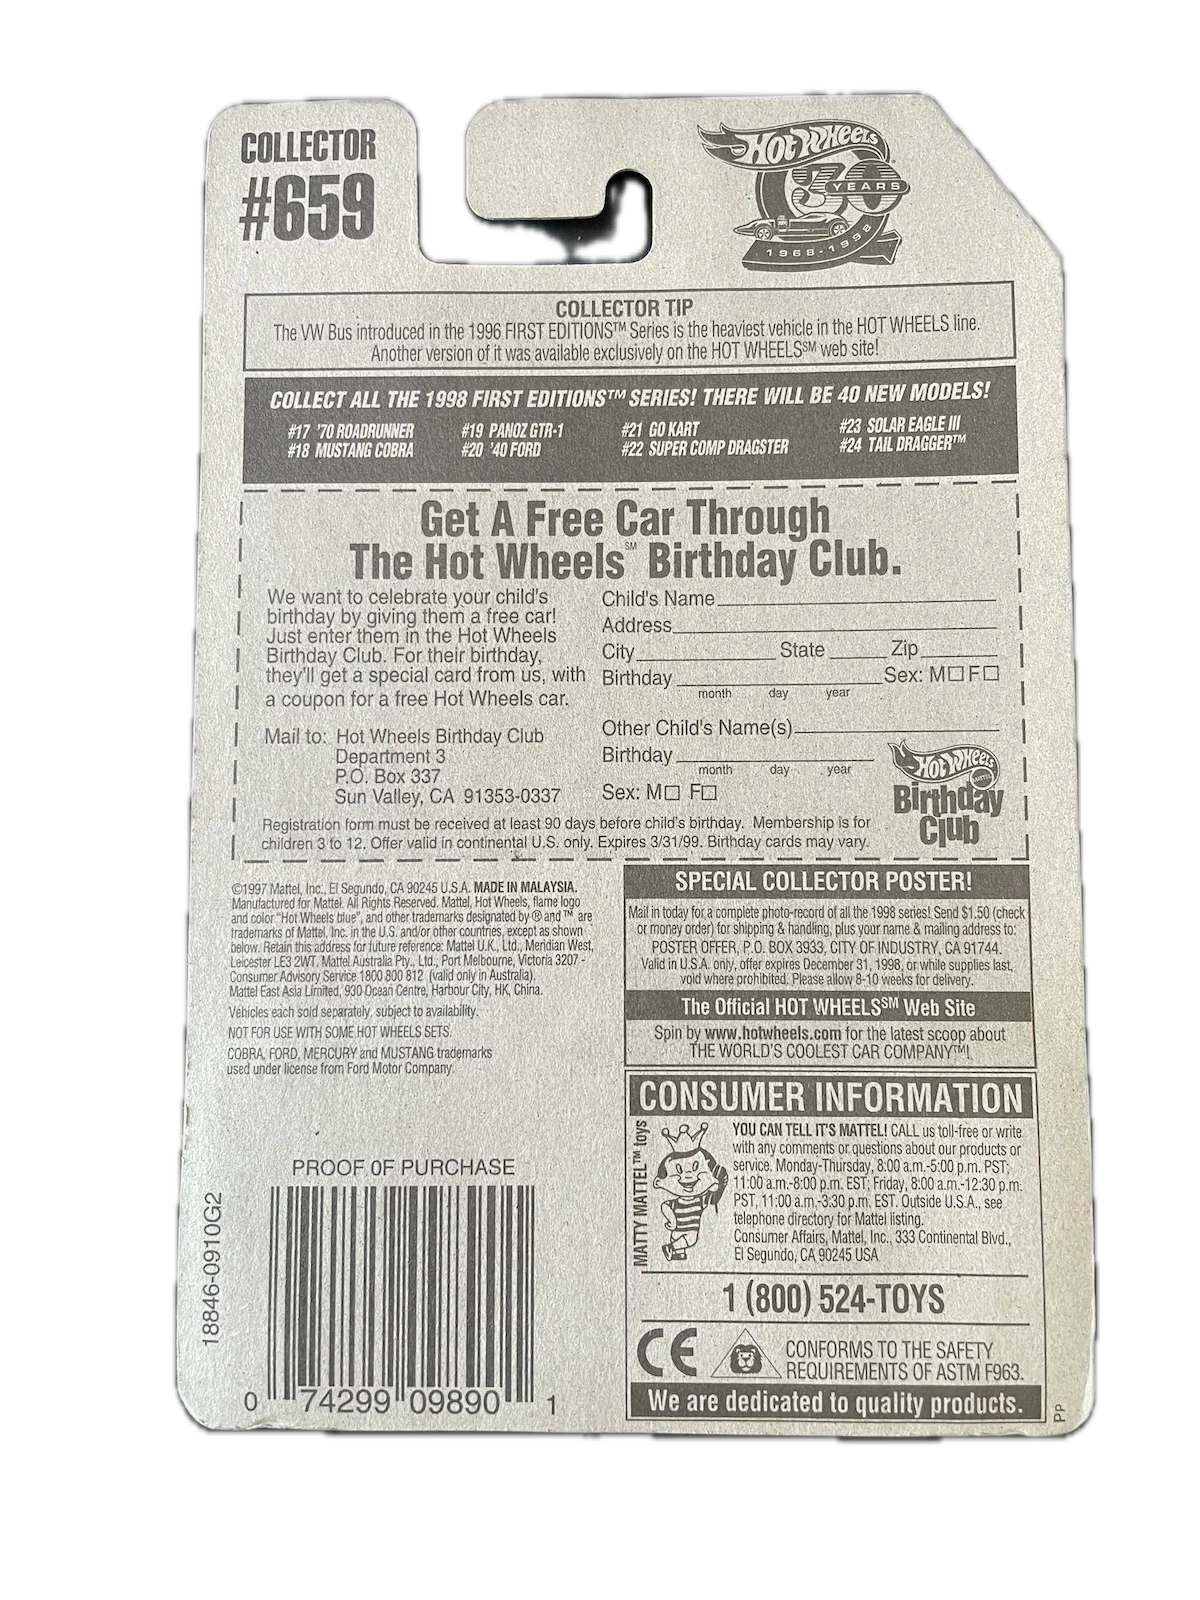 COLLECTOR
#659
HOT WHEELS
30 YEARS
1968-1998
COLLECTOR TIP
The VW Bus introduced in the 1996 FIRST EDITIONS™ Series is the heaviest vehicle in the HOT WHEELS line.
Another version of it was available exclusively on the HOT WHEELS℠ web site!
COLLECT ALL THE 1998 FIRST EDITIONS™ SERIES! THERE WILL BE 40 NEW MODELS!
#17 '70 ROADRUNNER #19 PANOZ GTR-1 #21 GO KART #23 SOLAR EAGLE III
#18 MUSTANG COBRA #20 '40 FORD #22 SUPER COMP DRAGSTER #24 TAIL DRAGGER™
Get A Free Car Through
The Hot Wheels℠ Birthday Club.
We want to celebrate your child's
birthday by giving them a free car!
Just enter them in the Hot Wheels
Birthday Club. For their birthday,
they'll get a special card from us, with
a coupon for a free Hot Wheels car.
Mail to: Hot Wheels Birthday Club
Department 3
P.O. Box 337
Sun Valley, CA 91353-0337
Child's Name
Address
City State Zip
Birthday Sex: M□ F□
month day year
Other Child's Name(s)
Birthday
month day year
Sex: M□ F□
Hot Wheels
MATTEL
Birthday
Club
Registration form must be received at least 90 days before child's birthday. Membership is for
children 3 to 12. Offer valid in continental U.S. only. Expires 3/31/99. Birthday cards may vary.
©1997 Mattel, Inc., El Segundo, CA 90245 U.S.A. MADE IN MALAYSIA.
Manufactured for Mattel. All Rights Reserved. Mattel, Hot Wheels, flame logo
and color "Hot Wheels blue", and other trademarks designated by ® and ™ are
trademarks of Mattel, Inc. in the U.S. and/or other countries, except as shown
below. Retain this address for future reference: Mattel U.K., Ltd., Meridian West,
Leicester LE3 2WT. Mattel Australia Pty., Ltd., Port Melbourne, Victoria 3207 -
Consumer Advisory Service 1800 800 812 (valid only in Australia).
Mattel East Asia Limited, 930 Ocean Centre, Harbour City, HK, China.
Vehicles each sold separately, subject to availability.
NOT FOR USE WITH SOME HOT WHEELS SETS.
COBRA, FORD, MERCURY and MUSTANG trademarks
used under license from Ford Motor Company.
PROOF OF PURCHASE
18846-0910G2
0 74299 09890 1
SPECIAL COLLECTOR POSTER!
Mail in today for a complete photo-record of all the 1998 series! Send $1.50 (check
or money order) for shipping & handling, plus your name & mailing address to:
POSTER OFFER, P.O. BOX 3933, CITY OF INDUSTRY, CA 91744.
Valid in U.S.A. only, offer expires December 31, 1998, or while supplies last,
void where prohibited. Please allow 8-10 weeks for delivery.
The Official HOT WHEELS℠ Web Site
Spin by www.hotwheels.com for the latest scoop about
THE WORLD'S COOLEST CAR COMPANY™!
CONSUMER INFORMATION
MATTY MATTEL™ toys
YOU CAN TELL IT'S MATTEL! CALL us toll-free or write
with any comments or questions about our products or
service. Monday-Thursday, 8:00 a.m.-5:00 p.m. PST;
11:00 a.m.-8:00 p.m. EST; Friday, 8:00 a.m.-12:30 p.m.
PST, 11:00 a.m.-3:30 p.m. EST. Outside U.S.A., see
telephone directory for Mattel listing.
Consumer Affairs, Mattel, Inc., 333 Continental Blvd.,
El Segundo, CA 90245 USA
1 (800) 524-TOYS
CE CONFORMS TO THE SAFETY
REQUIREMENTS OF ASTM F963.
We are dedicated to quality products.
PP